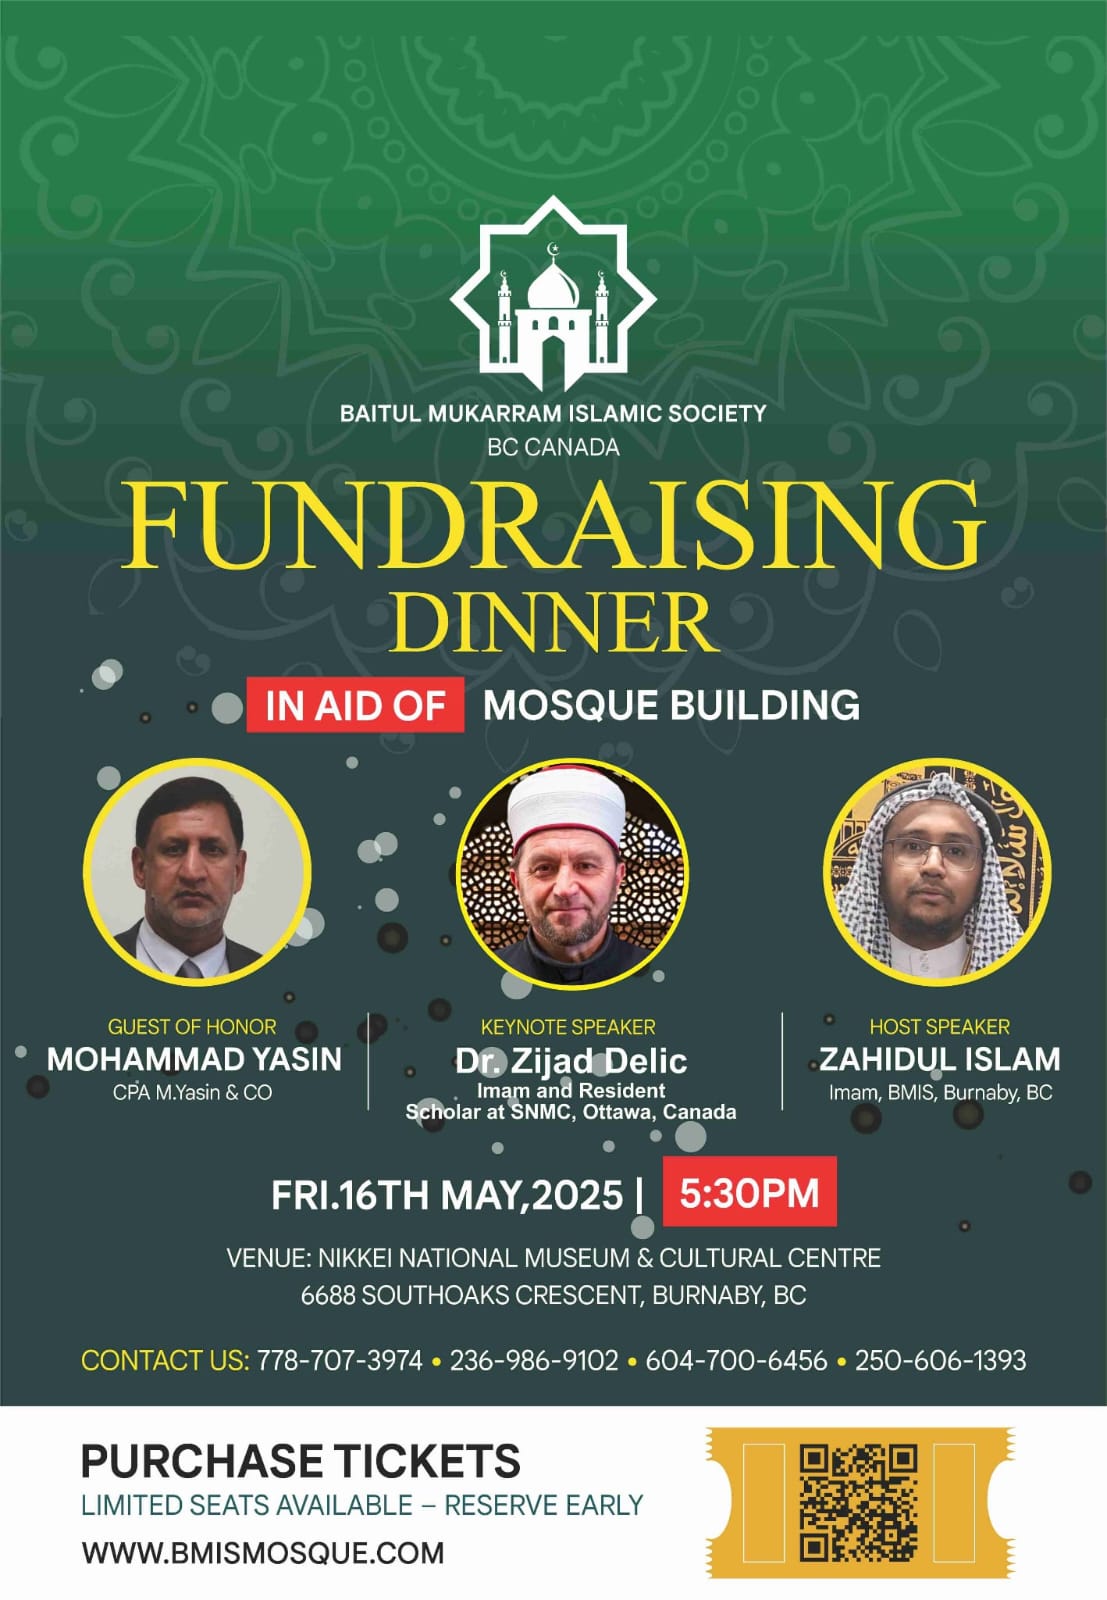 BAITUL MUKARRAM ISLAMIC SOCIETY
BC CANADA
FUNDRAISING
DINNER
IN AID OF MOSQUE BUILDING
GUEST OF HONOR
MOHAMMAD YASIN
CPA M.Yasin & CO
KEYNOTE SPEAKER
Dr. Zijad Delic
Imam and Resident
Scholar at SNMC, Ottawa, Canada
HOST SPEAKER
ZAHIDUL ISLAM
Imam, BMIS, Burnaby, BC
FRI.16TH MAY,2025 | 5:30PM
VENUE: NIKKEI NATIONAL MUSEUM & CULTURAL CENTRE
6688 SOUTHOAKS CRESCENT, BURNABY, BC
CONTACT US: 778-707-3974 • 236-986-9102 • 604-700-6456 • 250-606-1393
PURCHASE TICKETS
LIMITED SEATS AVAILABLE – RESERVE EARLY
WWW.BMISMOSQUE.COM